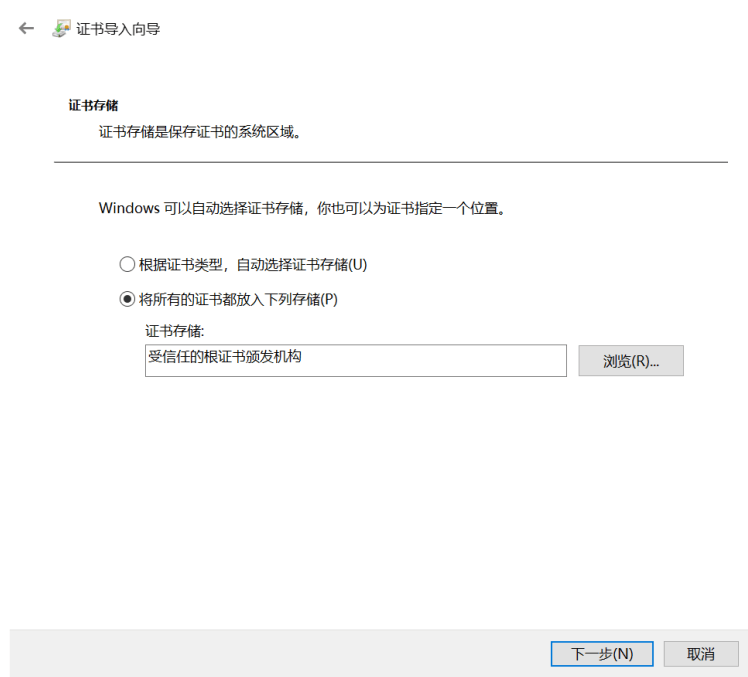 证书导入向导
证书存储
证书存储是保存证书的系统区域。
Windows 可以自动选择证书存储，你也可以为证书指定一个位置。
根据证书类型，自动选择证书存储(U)
将所有的证书都放入下列存储(P)
证书存储:
受信任的根证书颁发机构
浏览(R)...
下一步(N)
取消